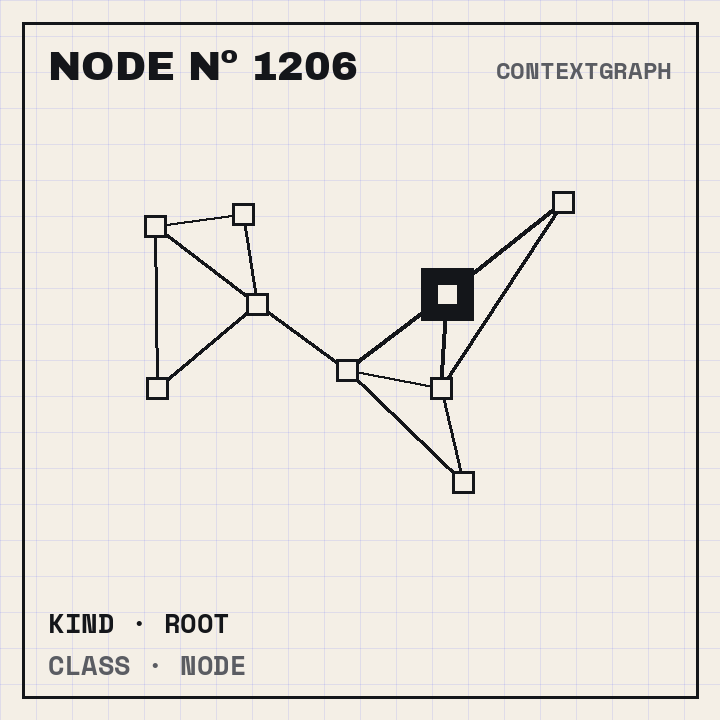 NODE Nº 1206
CONTEXTGRAPH
KIND · ROOT
CLASS · NODE